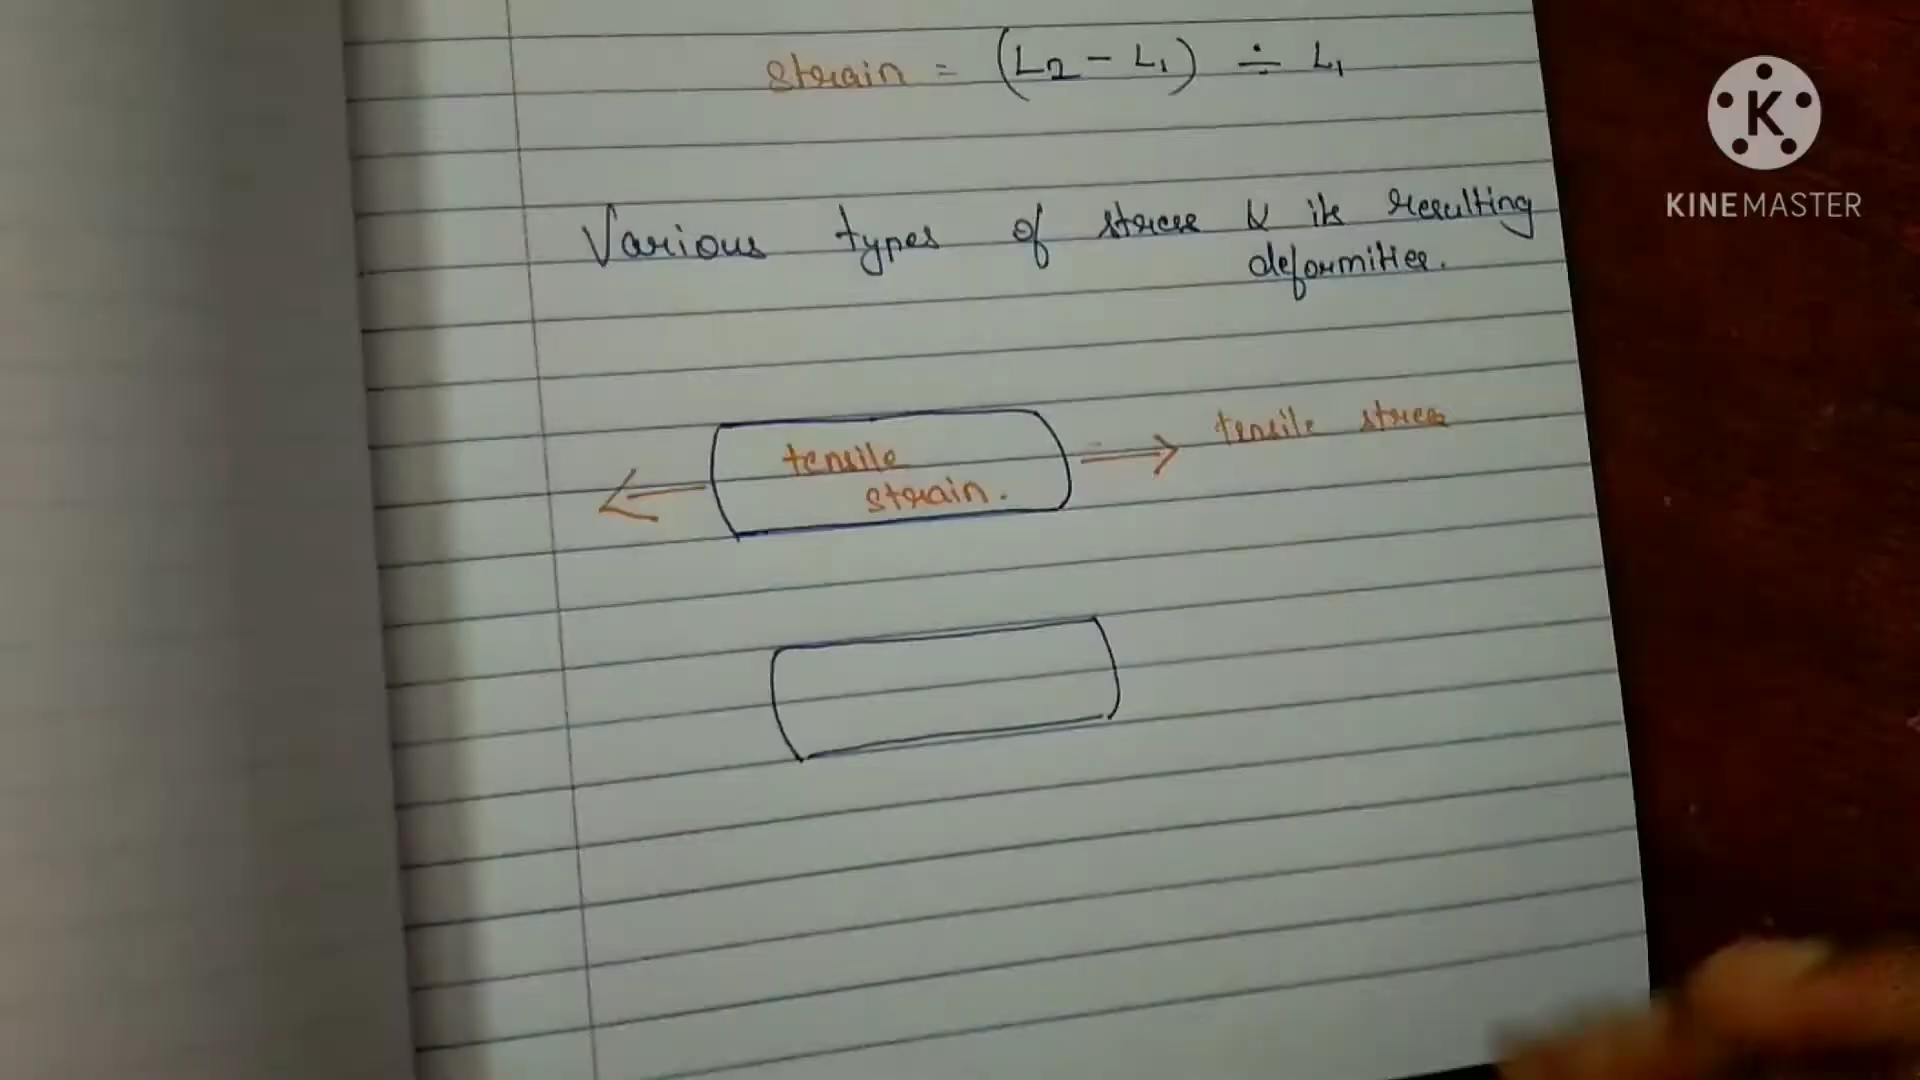 strain = (L2 - L1) ÷ L1
Various types of stress & its resulting
deformities.
tensile stress
tensile
strain.
K
KINEMASTER